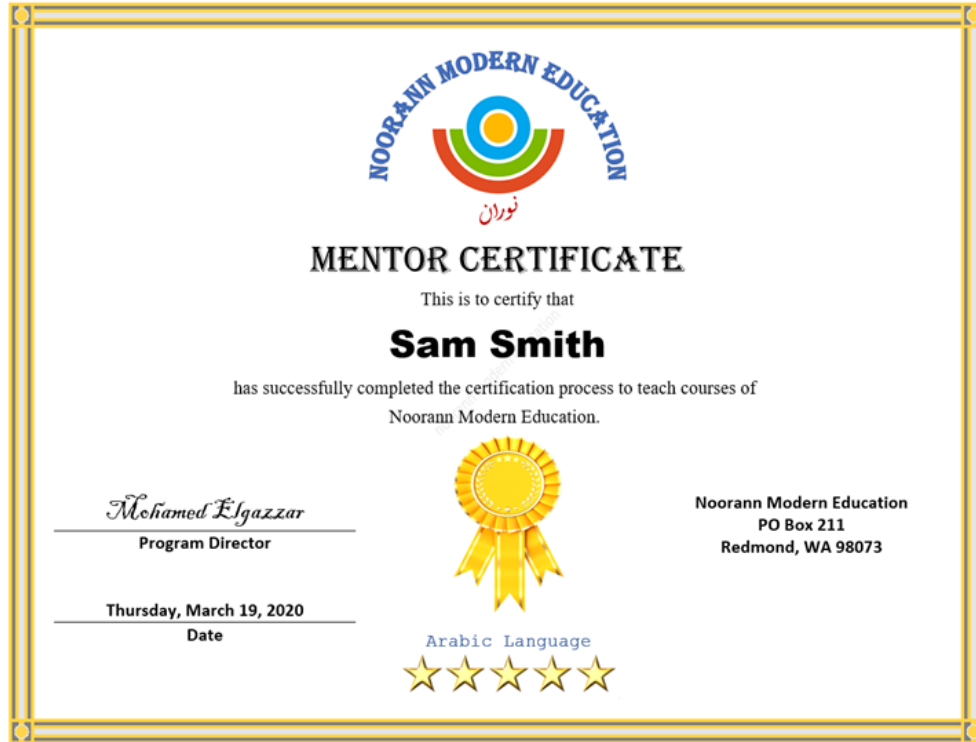 NOORANN MODERN EDUCATION
نوران
MENTOR CERTIFICATE
This is to certify that
Sam Smith
has successfully completed the certification process to teach courses of
Noorann Modern Education.
Mohamed Elgazzar
Program Director
Thursday, March 19, 2020
Date
Noorann Modern Education
PO Box 211
Redmond, WA 98073
Arabic Language